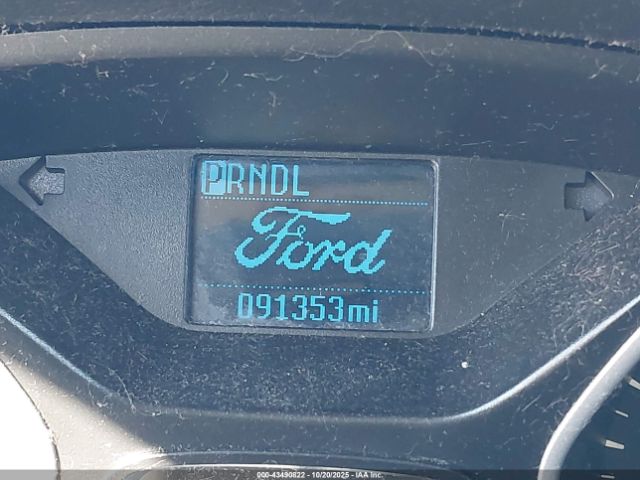 PRNDL
Ford
091353mi
000-43490822 | 10/20/2025 | IAA, Inc.